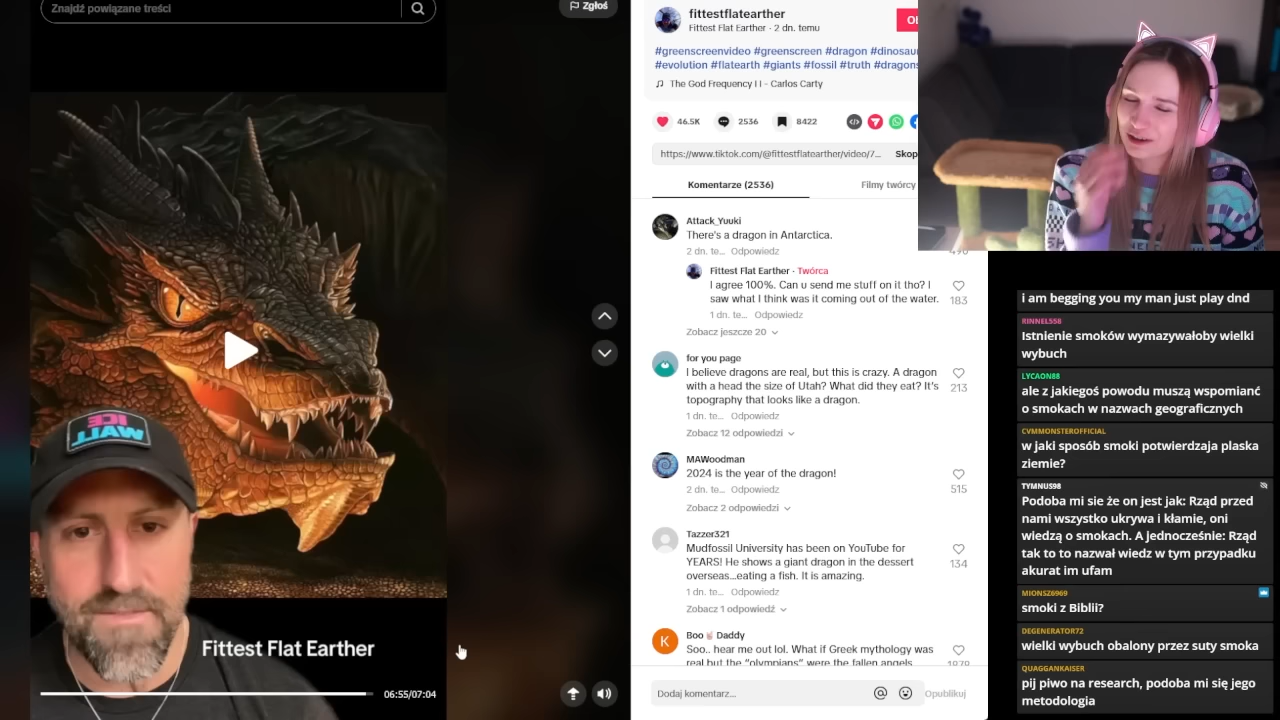 Znajdź powiązane treści
Zgłoś
ICE
WALL
Fittest Flat Earther
06:55/07:04
fittestflatearther
Fittest Flat Earther · 2 dn. temu
#greenscreenvideo #greenscreen #dragon #dinosau
#evolution #flatearth #giants #fossil #truth #dragons
The God Frequency I I - Carlos Carty
46.5K
2536
8422
https://www.tiktok.com/@fittestflatearther/video/7...
Skop
Komentarze (2536)
Filmy twórcy
Attack_Yuuki
There's a dragon in Antarctica.
2 dn. te... Odpowiedz
496
Fittest Flat Earther · Twórca
I agree 100%. Can u send me stuff on it tho? I
saw what I think was it coming out of the water.
183
1 dn. te... Odpowiedz
Zobacz jeszcze 20
for you page
I believe dragons are real, but this is crazy. A dragon
with a head the size of Utah? What did they eat? It's
topography that looks like a dragon.
213
1 dn. te... Odpowiedz
Zobacz 12 odpowiedzi
MAWoodman
2024 is the year of the dragon!
515
2 dn. te... Odpowiedz
Zobacz 2 odpowiedzi
Tazzer321
Mudfossil University has been on YouTube for
YEARS! He shows a giant dragon in the dessert
overseas...eating a fish. It is amazing.
134
1 dn. te... Odpowiedz
Zobacz 1 odpowiedź
K
Boo Daddy
Soo.. hear me out lol. What if Greek mythology was
real but the "olympians" were the fallen angels
1979
Dodaj komentarz...
Opublikuj
i am begging you my man just play dnd
RINNEL558
Istnienie smoków wymazywałoby wielki
wybuch
LYCAON88
ale z jakiegoś powodu muszą wspomianć
o smokach w nazwach geograficznych
CVMMONSTEROFFICIAL
w jaki sposób smoki potwierdzaja plaska
ziemie?
TYMNUS98
Podoba mi sie że on jest jak: Rząd przed
nami wszystko ukrywa i kłamie, oni
wiedzą o smokach. A jednocześnie: Rząd
tak to to nazwał wiedz w tym przypadku
akurat im ufam
MIONSZ6969
smoki z Biblii?
DEGENERATOR72
wielki wybuch obalony przez suty smoka
QUAGGANKAISER
pij piwo na research, podoba mi się jego
metodologia